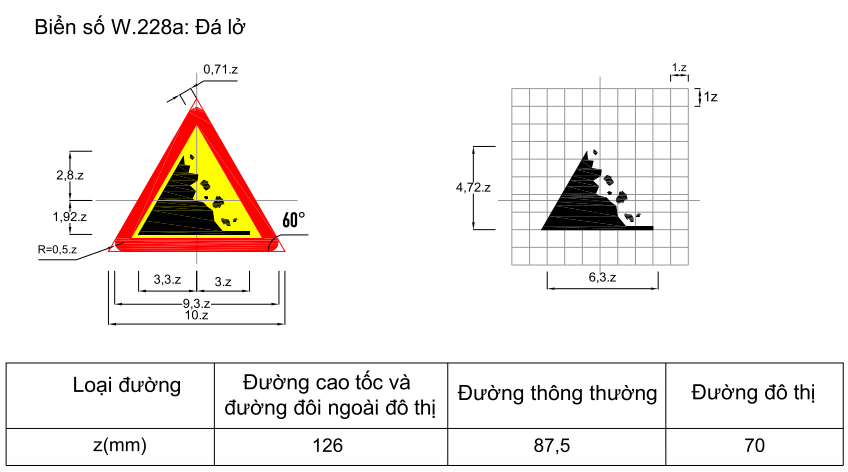 Biển số W.228a: Đá lở
0,71.z
1.z
1z
2,8.z
4,72.z
1,92.z
60°
R=0,5.z
3,3.z
3.z
6,3.z
9,3.z
10.z
Loại đường
Đường cao tốc và
đường đôi ngoài đô thị
Đường thông thường
Đường đô thị
z(mm)
126
87,5
70